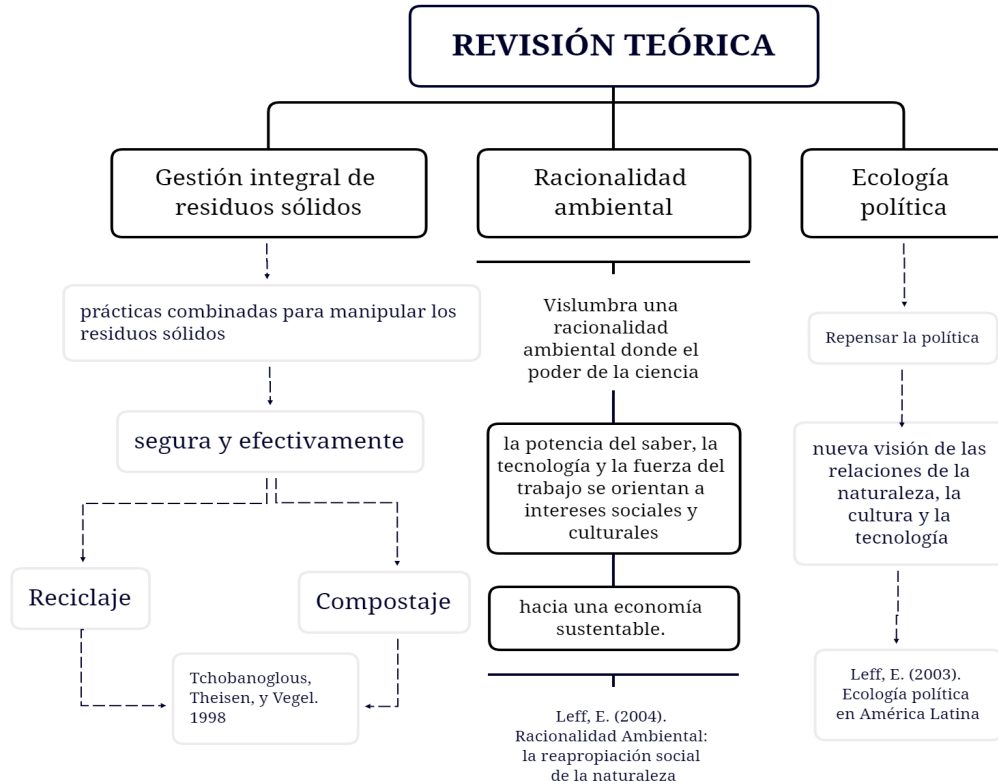 REVISIÓN TEÓRICA
Gestión integral de
residuos sólidos
prácticas combinadas para manipular los
residuos sólidos
segura y efectivamente
Reciclaje
Compostaje
Tchobanoglous,
Theisen, y Vegel.
1998
Racionalidad
ambiental
Vislumbra una
racionalidad
ambiental donde el
poder de la ciencia
la potencia del saber, la
tecnología y la fuerza del
trabajo se orientan a
intereses sociales y
culturales
hacia una economía
sustentable.
Leff, E. (2004).
Racionalidad Ambiental:
la reapropiación social
de la naturaleza
Ecología
política
Repensar la política
nueva visión de las
relaciones de la
naturaleza, la
cultura y la
tecnología
Leff, E. (2003).
Ecología política
en América Latina